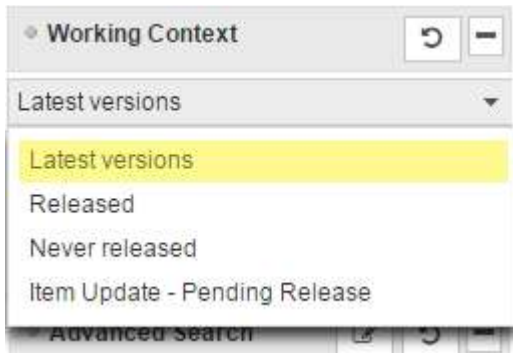 Working Context
Latest versions
Latest versions
Released
Never released
Item Update - Pending Release
Advanced Search